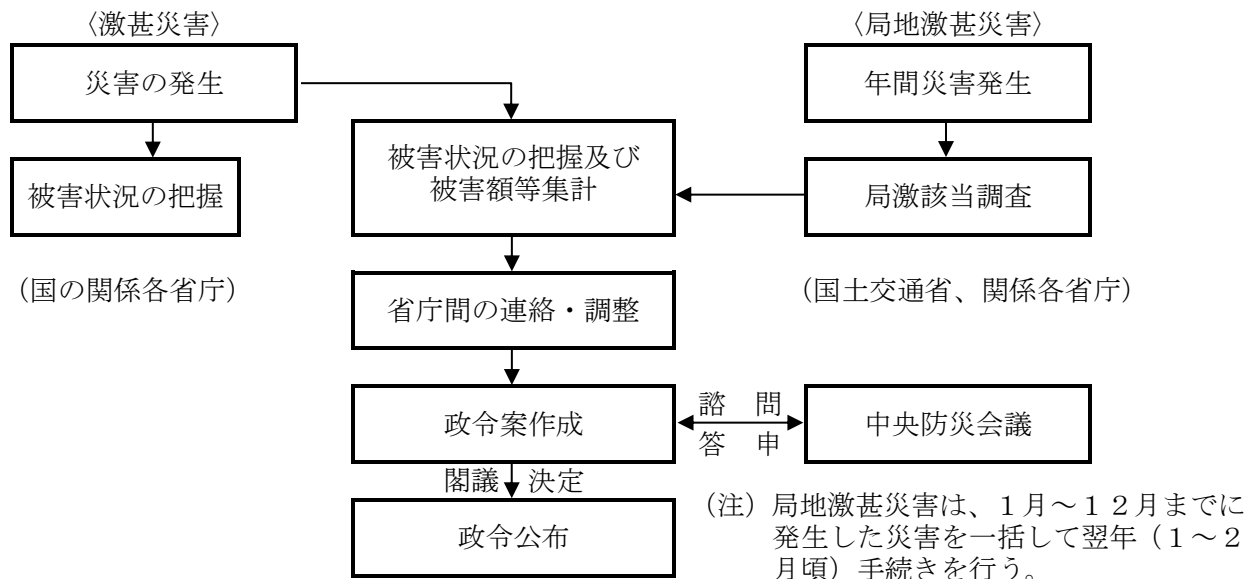 〈激甚災害〉
災害の発生
被害状況の把握
（国の関係各省庁）
〈局地激甚災害〉
年間災害発生
局激該当調査
（国土交通省、関係各省庁）
被害状況の把握及び
被害額等集計
省庁間の連絡・調整
政令案作成
諮　問
答　申
中央防災会議
閣議　決定
政令公布
（注）局地激甚災害は、１月～１２月までに
発生した災害を一括して翌年（１～２
月頃）手続きを行う。